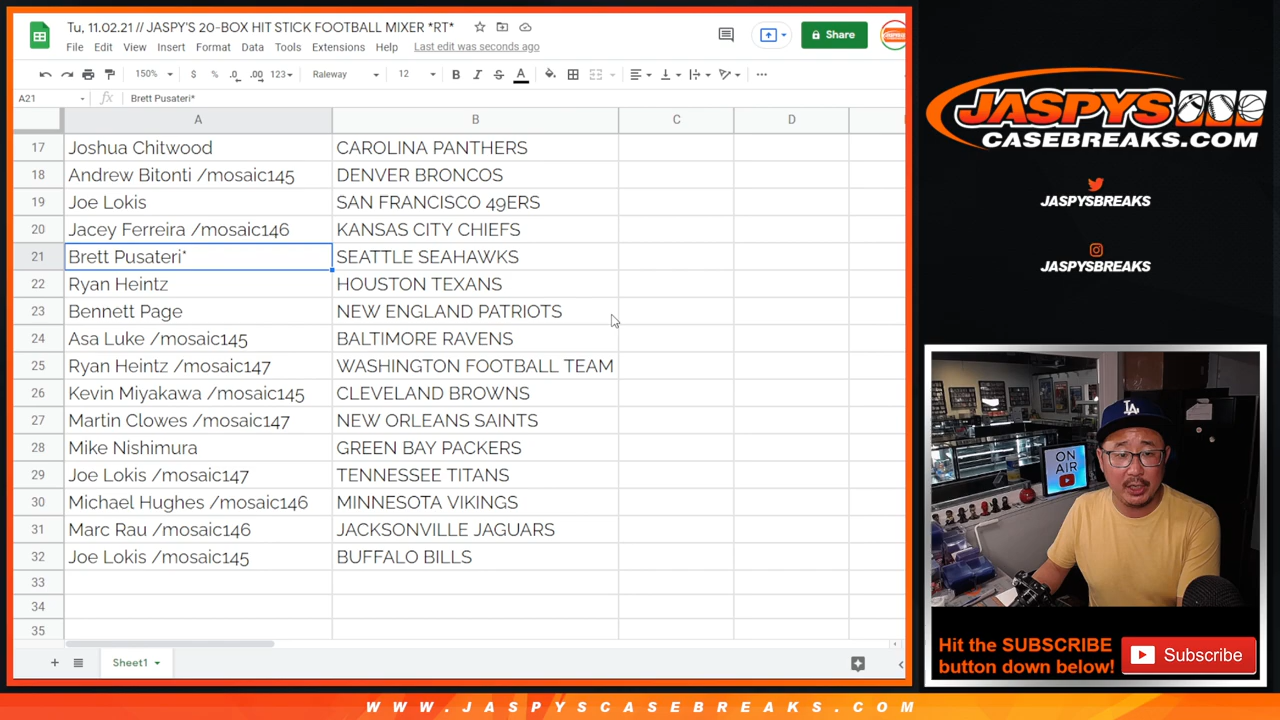 Tu, 11.02.21 // JASPY'S 20-BOX HIT STICK FOOTBALL MIXER *RT*
File Edit View Insert Format Data Tools Extensions Help Last edit was seconds ago
Share
150% $ % .0 .00 123 Raleway 12 B I S A
A21 fx Brett Pusateri*
A B C D
17 Joshua Chitwood CAROLINA PANTHERS
18 Andrew Bitonti /mosaic145 DENVER BRONCOS
19 Joe Lokis SAN FRANCISCO 49ERS
20 Jacey Ferreira /mosaic146 KANSAS CITY CHIEFS
21 Brett Pusateri* SEATTLE SEAHAWKS
22 Ryan Heintz HOUSTON TEXANS
23 Bennett Page NEW ENGLAND PATRIOTS
24 Asa Luke /mosaic145 BALTIMORE RAVENS
25 Ryan Heintz /mosaic147 WASHINGTON FOOTBALL TEAM
26 Kevin Miyakawa /mosaic145 CLEVELAND BROWNS
27 Martin Clowes /mosaic147 NEW ORLEANS SAINTS
28 Mike Nishimura GREEN BAY PACKERS
29 Joe Lokis /mosaic147 TENNESSEE TITANS
30 Michael Hughes /mosaic146 MINNESOTA VIKINGS
31 Marc Rau /mosaic146 JACKSONVILLE JAGUARS
32 Joe Lokis /mosaic145 BUFFALO BILLS
33
34
35
Sheet1
JASPYS
CASEBREAKS.COM
JASPYSBREAKS
JASPYSBREAKS
ON
AIR
LA
Hit the SUBSCRIBE
button down below!
Subscribe
WWW.JASPYSCASEBREAKS.COM